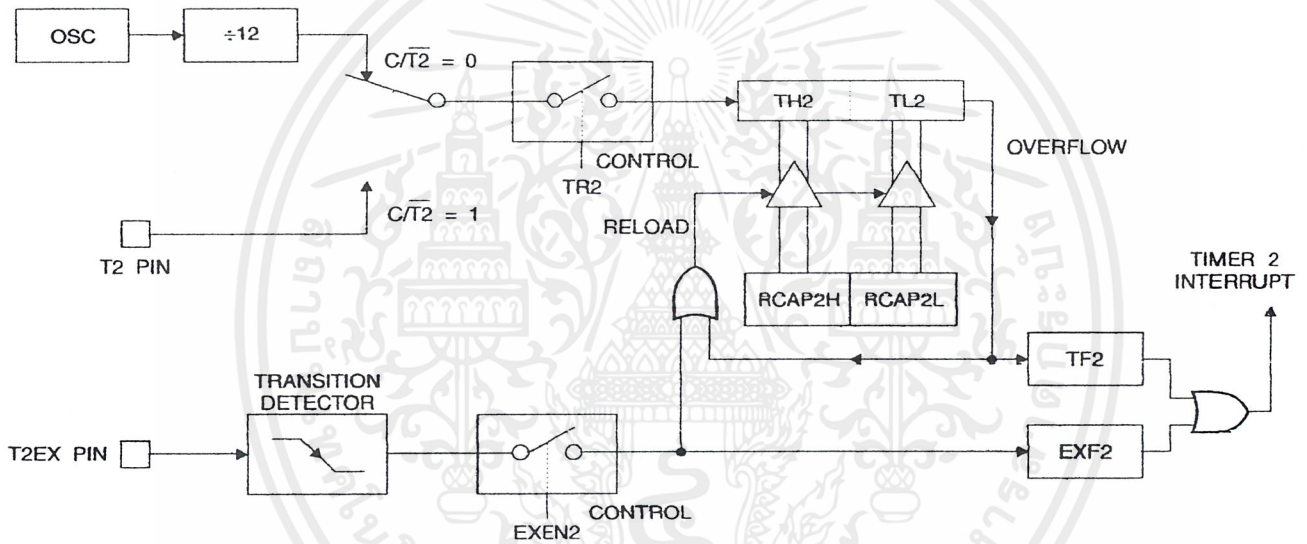 OSC
÷12
C/T2̅ = 0
TH2 TL2
OVERFLOW
CONTROL
TR2
C/T2̅ = 1
T2 PIN
RELOAD
RCAP2H RCAP2L
TIMER 2
INTERRUPT
TF2
TRANSITION
DETECTOR
T2EX PIN
EXF2
CONTROL
EXEN2